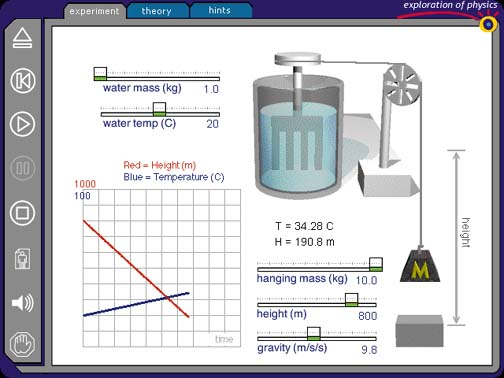 experiment
theory
hints
exploration of physics
water mass (kg) 1.0
water temp (C) 20
Red = Height (m)
Blue = Temperature (C)
1000
100
time
T = 34.28 C
H = 190.8 m
height
M
hanging mass (kg) 10.0
height (m) 800
gravity (m/s/s) 9.8